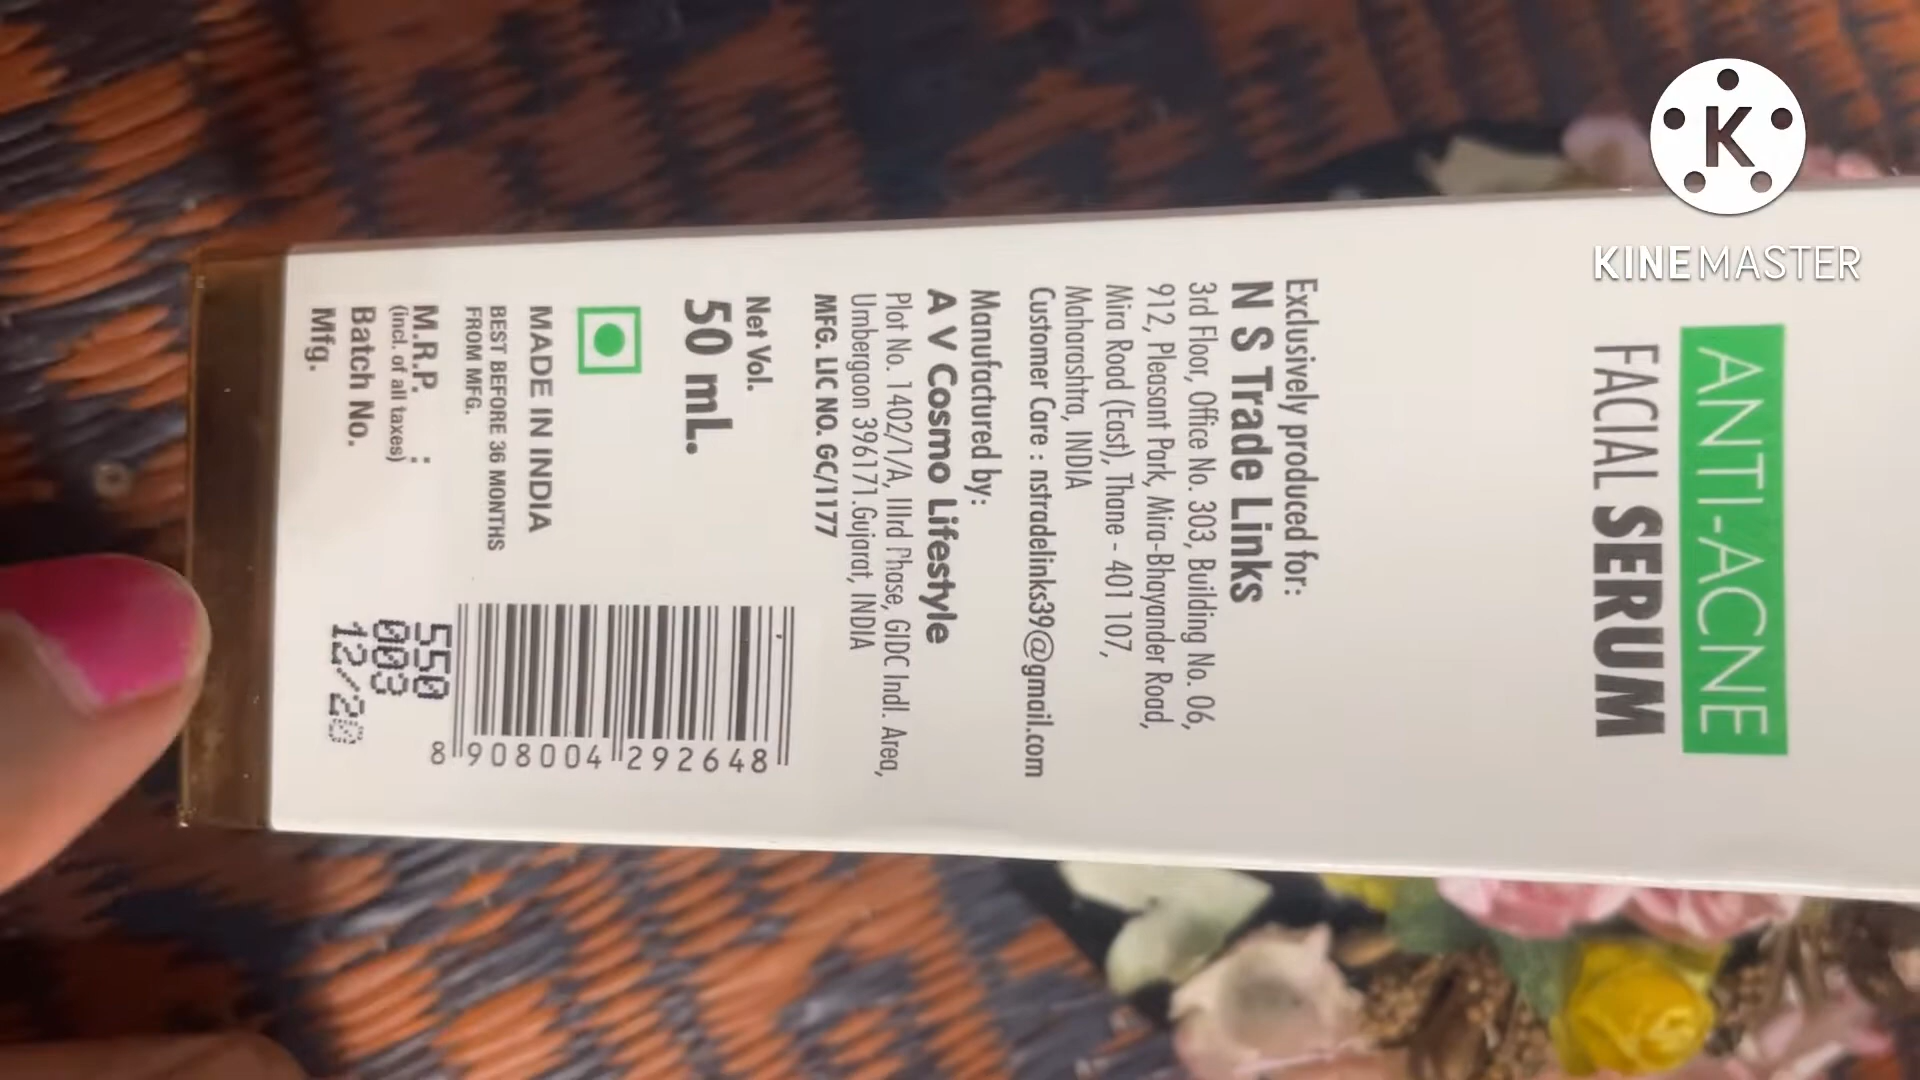 ANTI-ACNE
FACIAL SERUM
Exclusively produced for:
N S Trade Links
3rd Floor, Office No. 303, Building No. 06,
912, Pleasant Park, Mira-Bhayander Road,
Mira Road (East), Thane - 401 107,
Maharashtra, INDIA
Customer Care : nstradelinks39@gmail.com
Manufactured by:
A V Cosmo Lifestyle
Plot No. 1402/1/A, IIIrd Phase, GIDC Indl. Area,
Umbergaon 396171.Gujarat, INDIA
MFG. LIC NO. GC/1177
Net Vol.
50 mL.
MADE IN INDIA
BEST BEFORE 36 MONTHS
FROM MFG.
8 908004 292648
M.R.P. : 550
(incl. of all taxes)
Batch No. 003
Mfg. 12/20
K
KINEMASTER